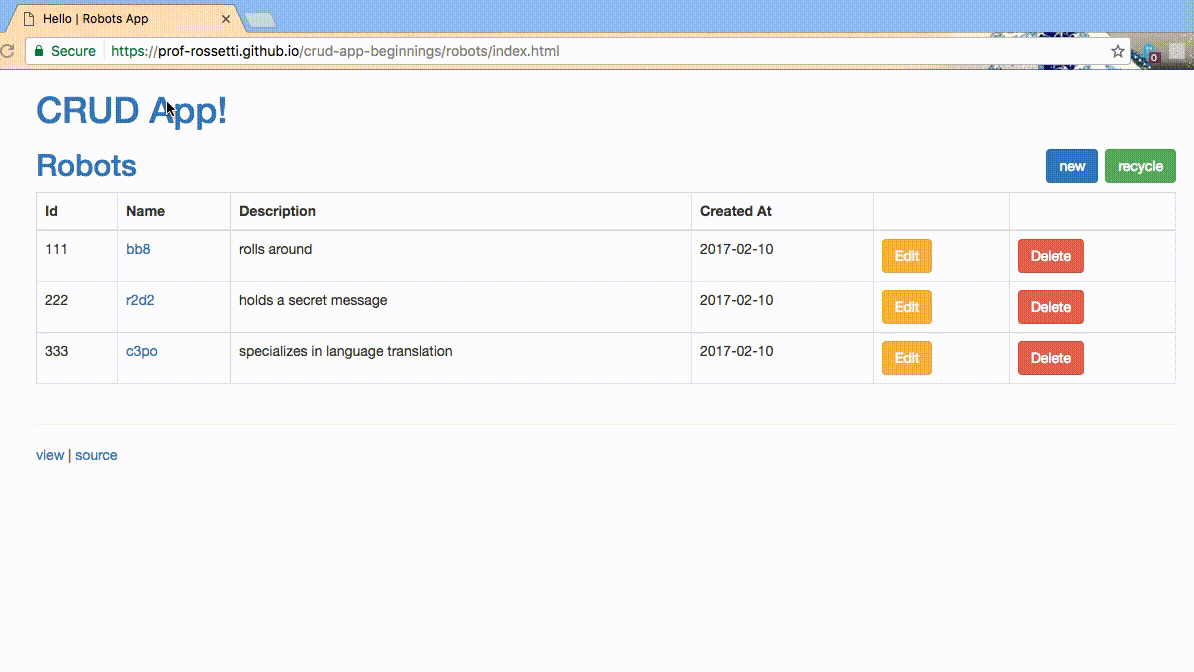 Hello | Robots App
Secure https://prof-rossetti.github.io/crud-app-beginnings/robots/index.html
0
CRUD App!
Robots new recycle
Id Name Description Created At
111 bb8 rolls around 2017-02-10 Edit Delete
222 r2d2 holds a secret message 2017-02-10 Edit Delete
333 c3po specializes in language translation 2017-02-10 Edit Delete
view | source